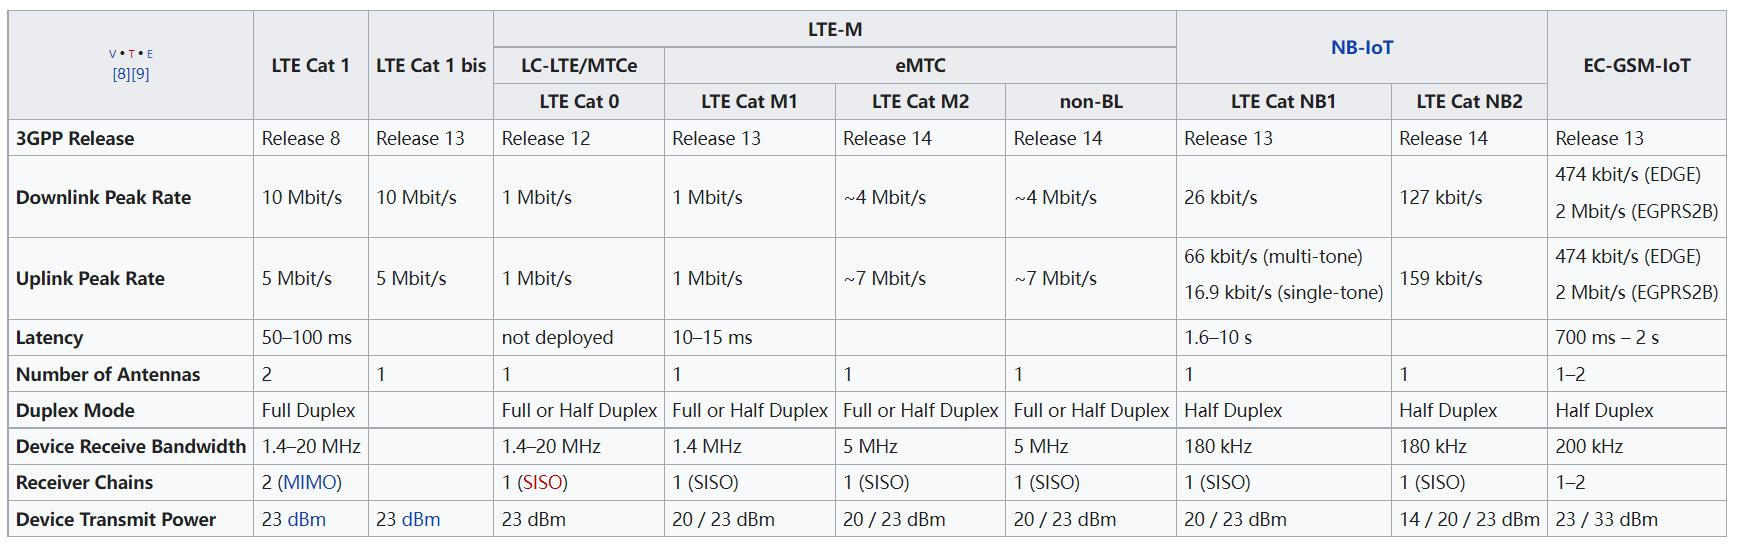 LTE-M
V • T • E
[8][9]
LTE Cat 1
LTE Cat 1 bis
LC-LTE/MTCe
eMTC
NB-IoT
EC-GSM-IoT
LTE Cat 0
LTE Cat M1
LTE Cat M2
non-BL
LTE Cat NB1
LTE Cat NB2
3GPP Release
Release 8
Release 13
Release 12
Release 13
Release 14
Release 14
Release 13
Release 14
Release 13
Downlink Peak Rate
10 Mbit/s
10 Mbit/s
1 Mbit/s
1 Mbit/s
~4 Mbit/s
~4 Mbit/s
26 kbit/s
127 kbit/s
474 kbit/s (EDGE)
2 Mbit/s (EGPRS2B)
Uplink Peak Rate
5 Mbit/s
5 Mbit/s
1 Mbit/s
1 Mbit/s
~7 Mbit/s
~7 Mbit/s
66 kbit/s (multi-tone)
16.9 kbit/s (single-tone)
159 kbit/s
474 kbit/s (EDGE)
2 Mbit/s (EGPRS2B)
Latency
50–100 ms
not deployed
10–15 ms
1.6–10 s
700 ms – 2 s
Number of Antennas
2
1
1
1
1
1
1
1
1–2
Duplex Mode
Full Duplex
Full or Half Duplex
Full or Half Duplex
Full or Half Duplex
Full or Half Duplex
Half Duplex
Half Duplex
Half Duplex
Device Receive Bandwidth
1.4–20 MHz
1.4–20 MHz
1.4 MHz
5 MHz
5 MHz
180 kHz
180 kHz
200 kHz
Receiver Chains
2 (MIMO)
1 (SISO)
1 (SISO)
1 (SISO)
1 (SISO)
1 (SISO)
1 (SISO)
1–2
Device Transmit Power
23 dBm
23 dBm
23 dBm
20 / 23 dBm
20 / 23 dBm
20 / 23 dBm
20 / 23 dBm
14 / 20 / 23 dBm
23 / 33 dBm